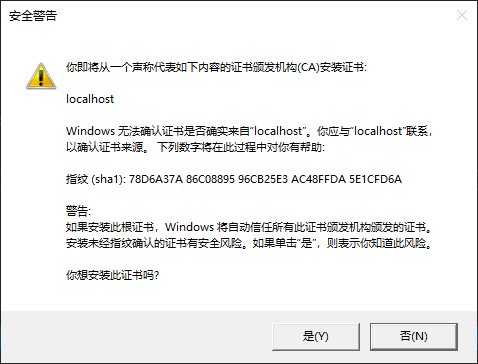 安全警告
你即将从一个声称代表如下内容的证书颁发机构(CA)安装证书:
localhost
Windows 无法确认证书是否确实来自“localhost”。你应与“localhost”联系，
以确认证书来源。 下列数字将在此过程中对你有帮助:
指纹 (sha1): 78D6A37A 86C08895 96CB25E3 AC48FFDA 5E1CFD6A
警告:
如果安装此根证书，Windows 将自动信任所有此证书颁发机构颁发的证书。
安装未经指纹确认的证书有安全风险。如果单击“是”，则表示你知道此风险。
你想安装此证书吗?
是(Y)
否(N)